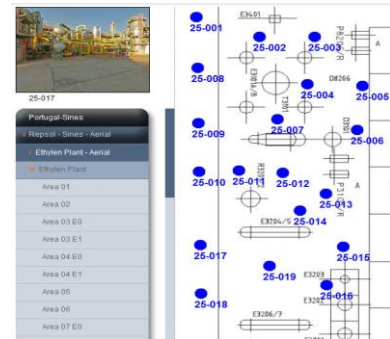 25-017
Portugal-Sines
Repsol - Sines - Aerial
Ethylen Plant - Aerial
Ethylen Plant
Area 01
Area 02
Area 03 E0
Area 03 E1
Area 04 E0
Area 04 E1
Area 05
Area 06
Area 07 E0
25-001
E3401
25-002
25-003
A
25-008
E3101A/B
25-004
D8206
25-005
T3101
25-009
25-007
25-006
25-010
25-011
25-012
A
25-013
25-014
E3204/5
25-017
25-015
25-019
E3203
25-018
25-016
E3206/7